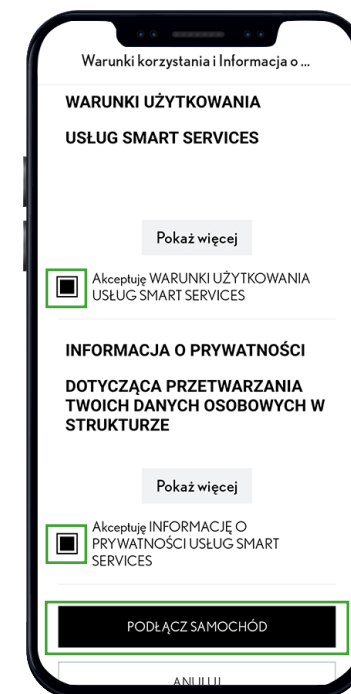 Warunki korzystania i Informacja o ...
WARUNKI UŻYTKOWANIA
USŁUG SMART SERVICES
Pokaż więcej
Akceptuję WARUNKI UŻYTKOWANIA
USŁUG SMART SERVICES
INFORMACJA O PRYWATNOŚCI
DOTYCZĄCA PRZETWARZANIA
TWOICH DANYCH OSOBOWYCH W
STRUKTURZE
Pokaż więcej
Akceptuję INFORMACJĘ O
PRYWATNOŚCI USŁUG SMART
SERVICES
PODŁĄCZ SAMOCHÓD
ANULUJ